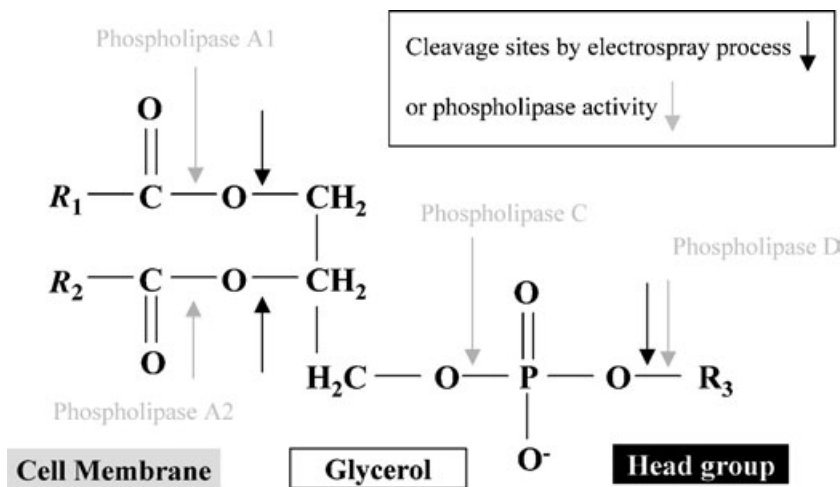 Phospholipase A1
Cleavage sites by electrospray process
or phospholipase activity
O
R₁ C O CH₂
Phospholipase C
Phospholipase D
R₂ C O CH₂
O
O
H₂C O P O R₃
Phospholipase A2
O⁻
Cell Membrane
Glycerol
Head group